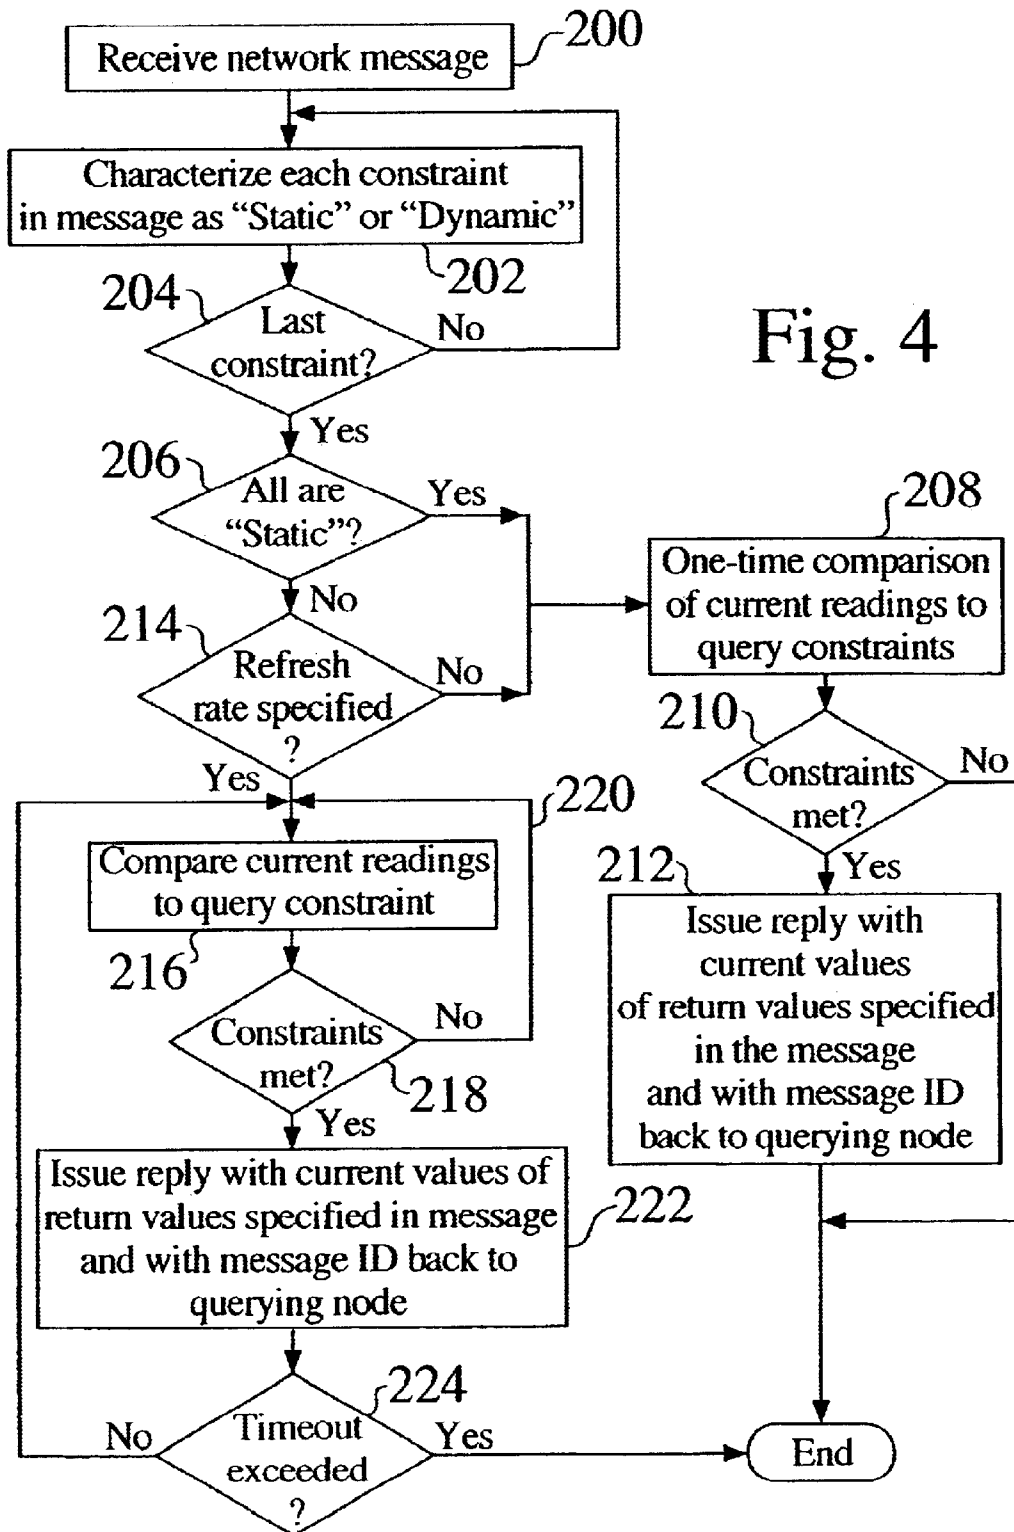 200
Receive network message
Characterize each constraint
in message as “Static” or “Dynamic”
202
204
Last
constraint?
No
Yes
Fig. 4
206
All are
“Static”?
Yes
No
208
One-time comparison
of current readings to
query constraints
214
Refresh
rate specified
?
No
Yes
210
Constraints
met?
No
Yes
220
Compare current readings
to query constraint
216
212
Issue reply with
current values
of return values specified
in the message
and with message ID
back to querying node
Constraints
met?
No
218
Yes
Issue reply with current values of
return values specified in message
and with message ID back to
querying node
222
224
Timeout
exceeded
?
No
Yes
End